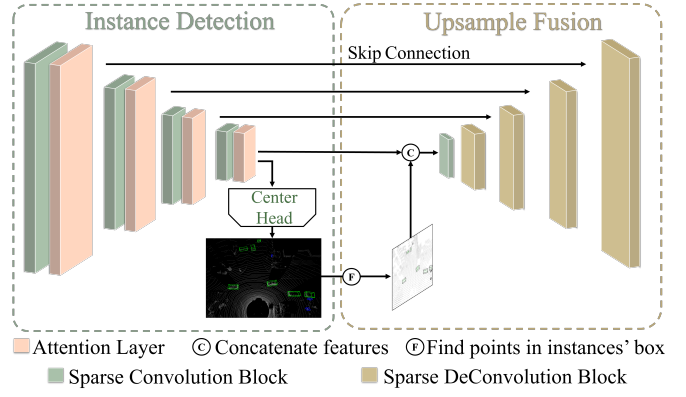 Instance Detection
Upsample Fusion
Skip Connection
C
Center
Head
F
Attention Layer
C Concatenate features
F Find points in instances' box
Sparse Convolution Block
Sparse DeConvolution Block